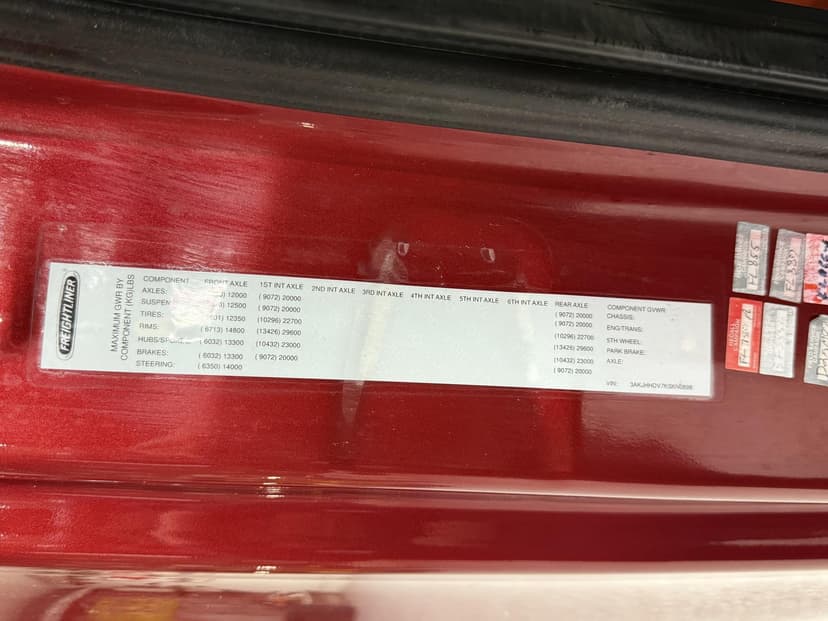 FREIGHTLINER
MAXIMUM GWR BY
COMPONENT (KG)LBS
COMPONENT FRONT AXLE 1ST INT AXLE 2ND INT AXLE 3RD INT AXLE 4TH INT AXLE 5TH INT AXLE 6TH INT AXLE REAR AXLE COMPONENT GVWR
AXLES: 12000 ( 9072) 20000 ( 9072) 20000 CHASSIS:
12500 ( 9072) 20000 ( 9072) 20000 ENG/TRANS:
TIRES: 12350 (10296) 22700 (10296) 22700 5TH WHEEL:
RIMS: ( 6713) 14800 (13426) 29600 (13426) 29600 PARK BRAKE:
( 6032) 13300 (10432) 23000 (10432) 23000 AXLE:
BRAKES: ( 6032) 13300 ( 9072) 20000 ( 9072) 20000
STEERING: ( 6350) 14000
VIN: